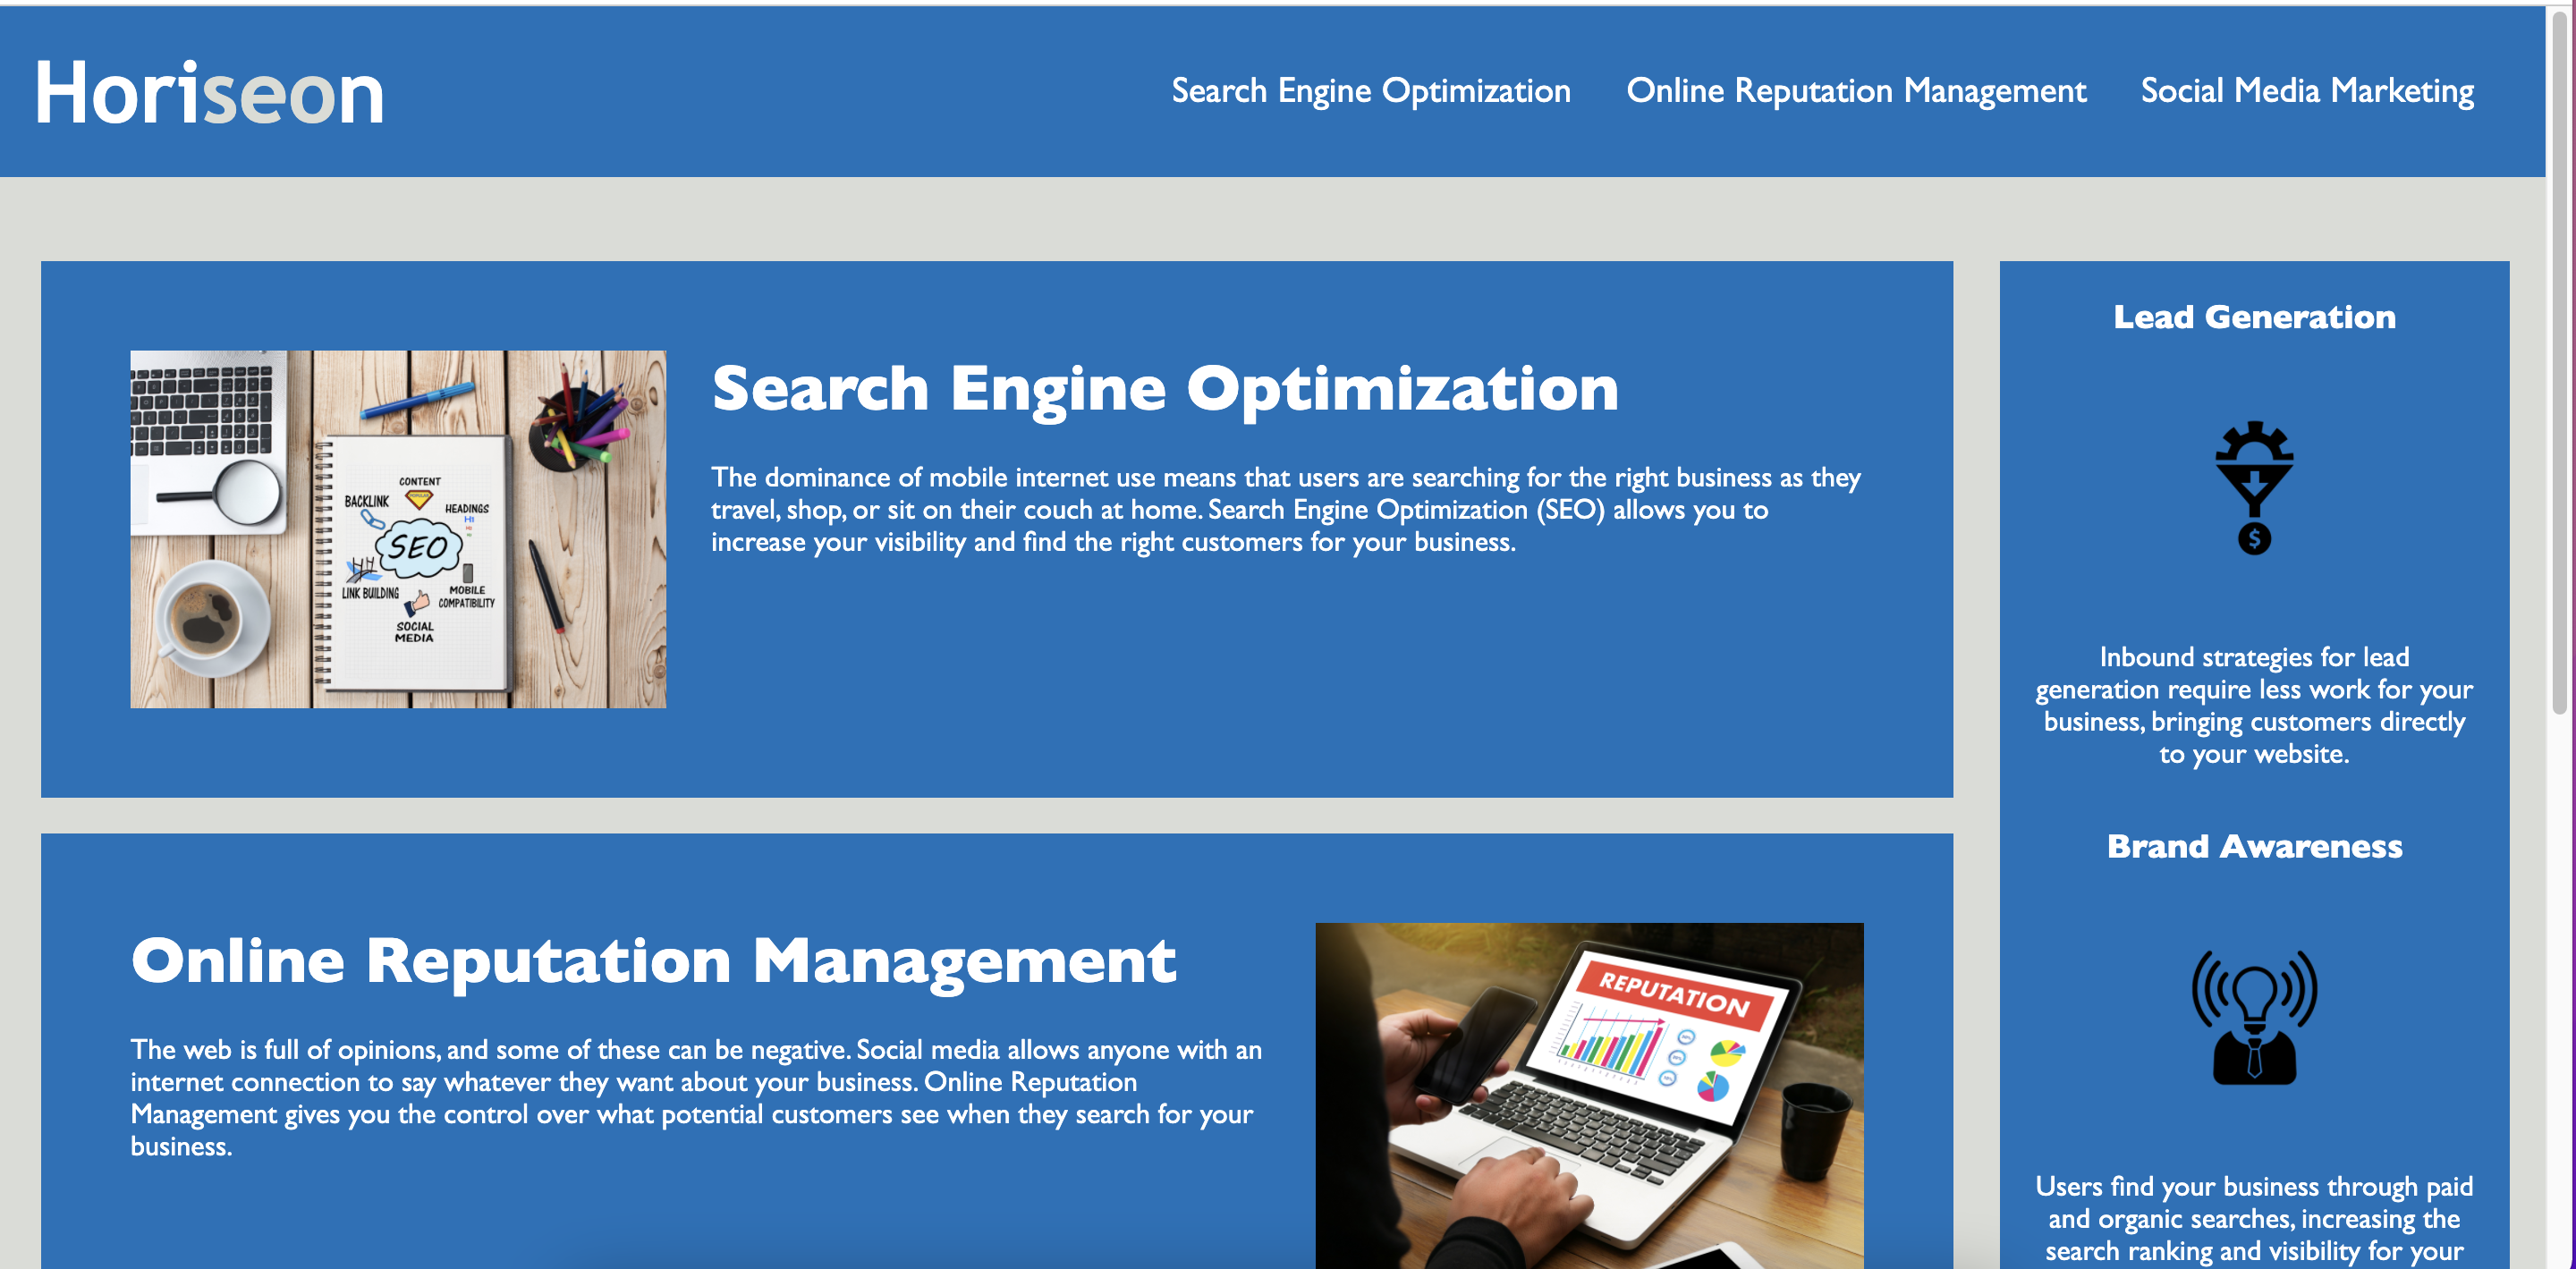 Horiseon
Search Engine Optimization
Online Reputation Management
Social Media Marketing
Search Engine Optimization
The dominance of mobile internet use means that users are searching for the right business as they
travel, shop, or sit on their couch at home. Search Engine Optimization (SEO) allows you to
increase your visibility and find the right customers for your business.
CONTENT
BACKLINK
HEADINGS
SEO
LINK BUILDING
MOBILE
COMPATIBILITY
SOCIAL
MEDIA
Online Reputation Management
The web is full of opinions, and some of these can be negative. Social media allows anyone with an
internet connection to say whatever they want about your business. Online Reputation
Management gives you the control over what potential customers see when they search for your
business.
REPUTATION
Lead Generation
$
Inbound strategies for lead
generation require less work for your
business, bringing customers directly
to your website.
Brand Awareness
Users find your business through paid
and organic searches, increasing the
search ranking and visibility for your